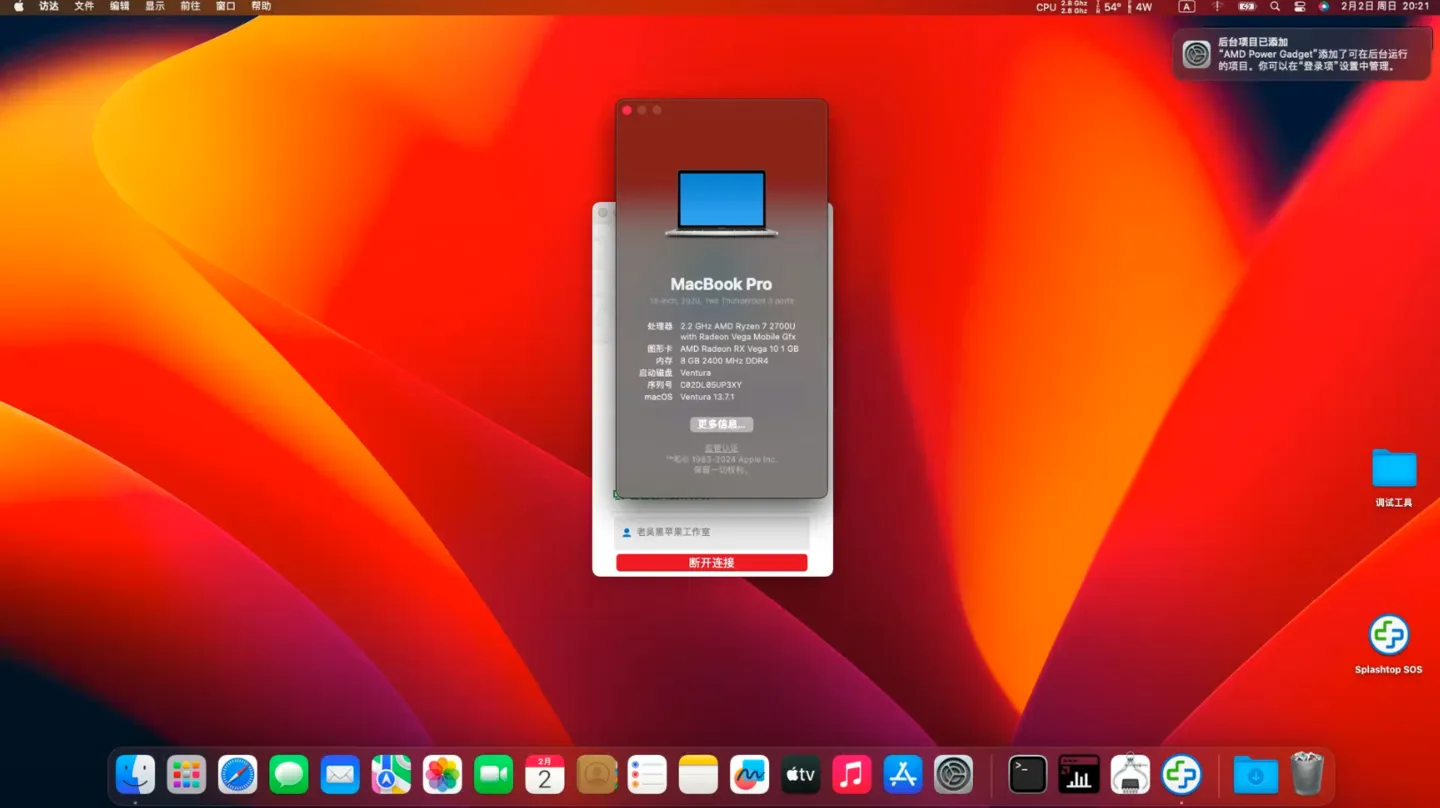 访达 文件 编辑 显示 前往 窗口 帮助
CPU 2.8 Ghz 2.8 Ghz 54° 4W A 2月2日 周日 20:21
后台项目已添加
“AMD Power Gadget”添加了可在后台运行
的项目。你可以在“登录项”设置中管理。
MacBook Pro
13-inch, 2020, Two Thunderbolt 3 ports
处理器 2.2 GHz AMD Ryzen 7 2700U
with Radeon Vega Mobile Gfx
图形卡 AMD Radeon RX Vega 10 1 GB
内存 8 GB 2400 MHz DDR4
启动磁盘 Ventura
序列号 C02DL05UP3XY
macOS Ventura 13.7.1
更多信息...
监管认证
™和© 1983-2024 Apple Inc.
保留一切权利。
老吴黑苹果工作室
断开连接
调试工具
Splashtop SOS
2月
2
tv